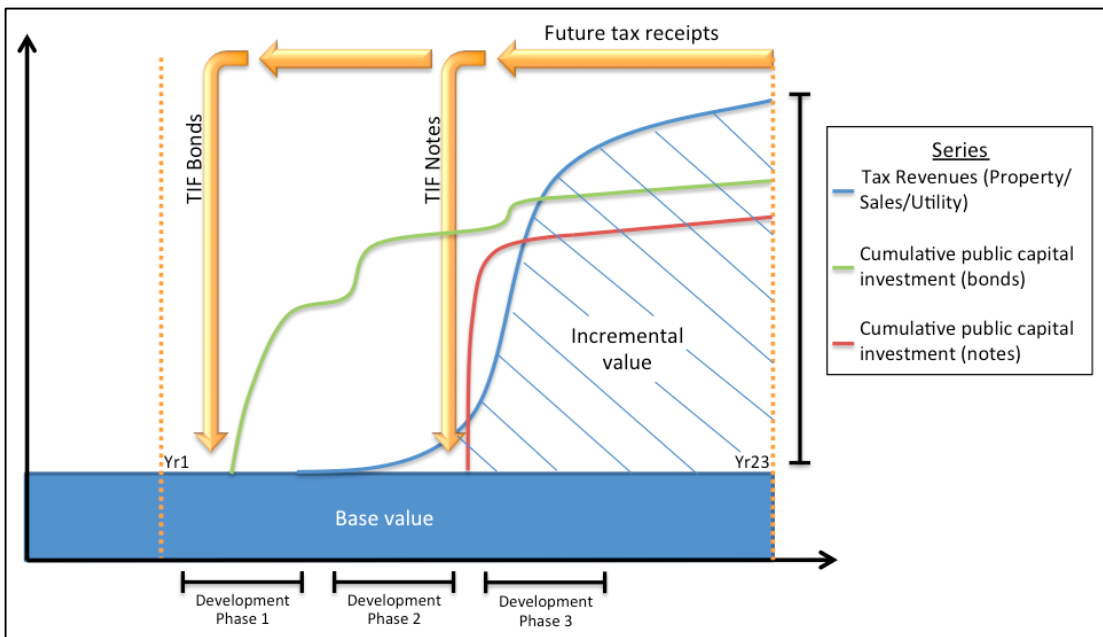 Future tax receipts
TIF Bonds
TIF Notes
Series
Tax Revenues (Property/
Sales/Utility)
Cumulative public capital
investment (bonds)
Cumulative public capital
investment (notes)
Incremental
value
Yr1
Yr23
Base value
Development
Phase 1
Development
Phase 2
Development
Phase 3